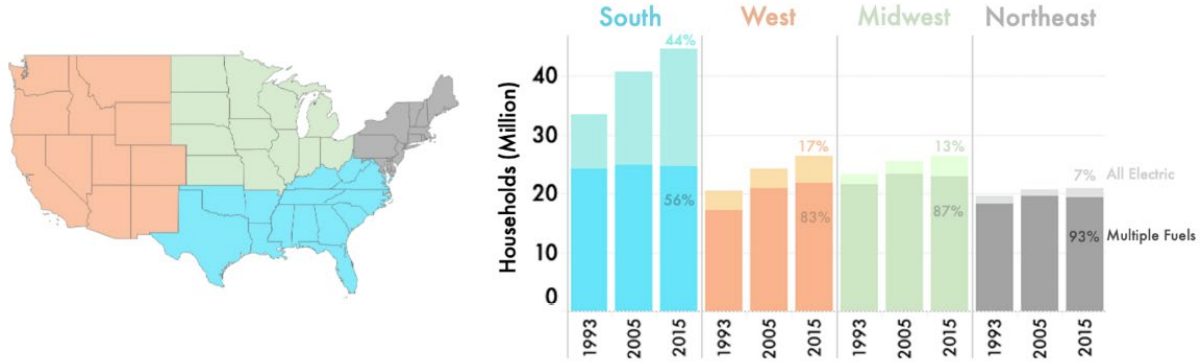 South West Midwest Northeast
44%
40
Households (Million)
30
17% 13%
7% All Electric
20
56%
83% 87%
93% Multiple Fuels
10
0
1993 2005 2015 1993 2005 2015 1993 2005 2015 1993 2005 2015